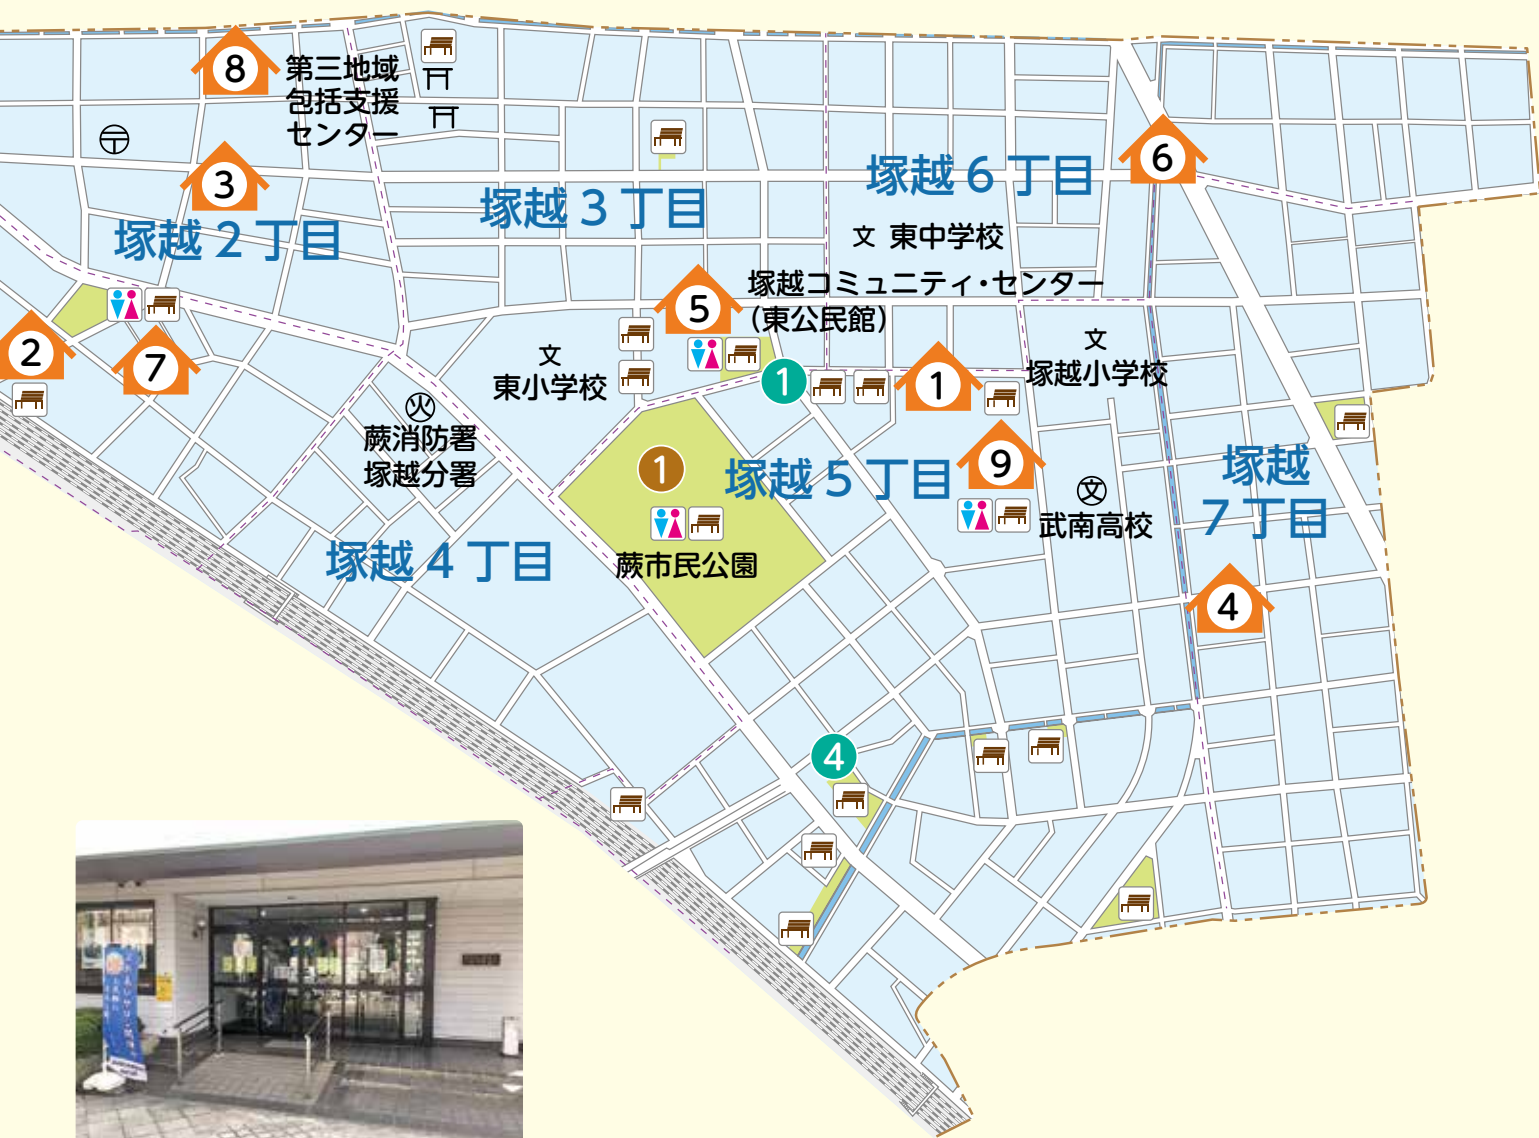 8
第三地域
包括支援
センター
〒
3
塚越2丁目
塚越3丁目
塚越6丁目
6
文 東中学校
塚越コミュニティ・センター
(東公民館)
5
2
7
文
東小学校
1
1
文
塚越小学校
火
蕨消防署
塚越分署
1
塚越5丁目
9
文
武南高校
塚越
7丁目
塚越4丁目
蕨市民公園
4
4